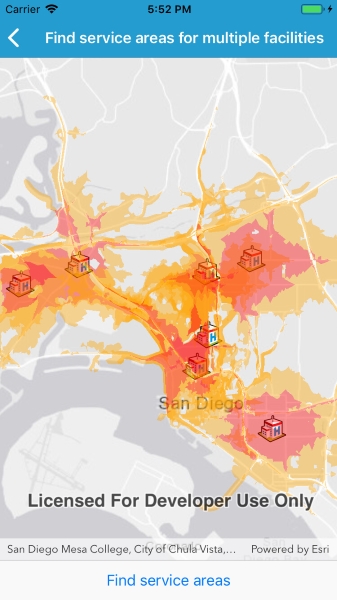 Carrier 5:52 PM
Find service areas for multiple facilities
San Diego
Licensed For Developer Use Only
San Diego Mesa College, City of Chula Vista,... Powered by Esri
Find service areas